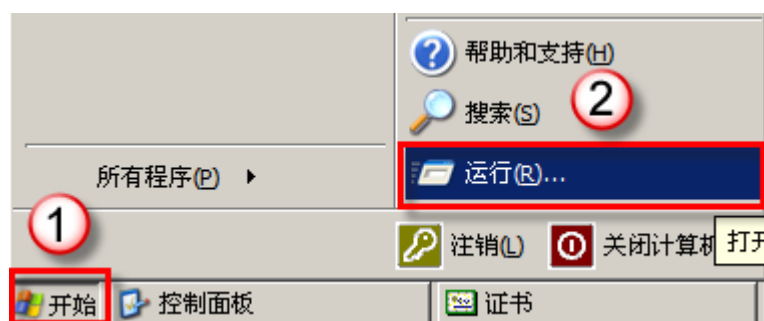 帮助和支持(H)
搜索(S)
2
所有程序(P)
运行(R)...
1
注销(L)
关闭计算机
打开
开始
控制面板
证书